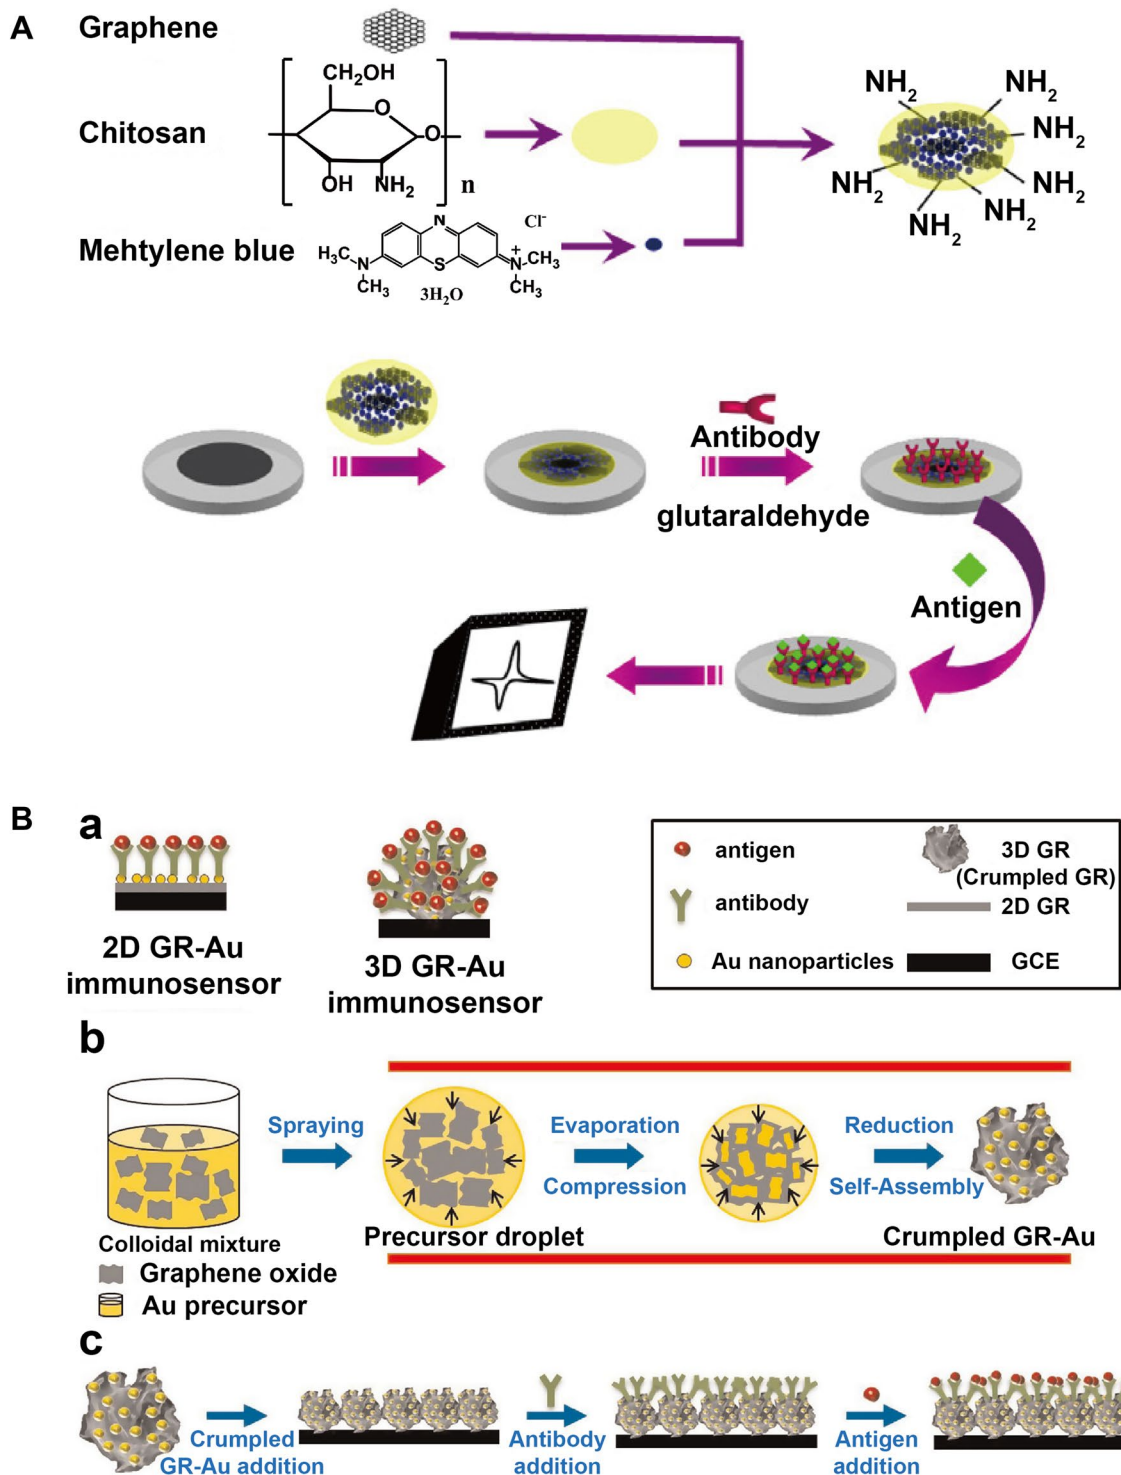 A
Graphene
CH2OH
O
Chitosan
O
OH
NH2
n
Mehtylene blue
N
Cl-
H3C
N
S
+
N
CH3
CH3
3H2O
CH3
NH2
NH2
NH2
NH2
NH2
NH2
NH2
Antibody
glutaraldehyde
Antigen
B
a
2D GR-Au
immunosensor
3D GR-Au
immunosensor
antigen
3D GR
(Crumpled GR)
antibody
2D GR
Au nanoparticles
GCE
b
Spraying
Evaporation
Compression
Reduction
Self-Assembly
Precursor droplet
Crumpled GR-Au
Colloidal mixture
Graphene oxide
Au precursor
c
Crumpled
GR-Au addition
Antibody
addition
Antigen
addition